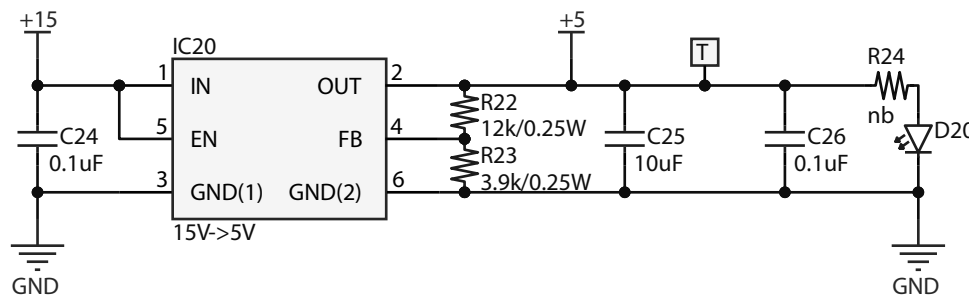 +15
+5
IC20
T
R24
1
IN
OUT
2
R22
12k/0.25W
nb
C24
0.1uF
5
EN
FB
4
C25
10uF
C26
0.1uF
D20
R23
3.9k/0.25W
3
GND(1)
GND(2)
6
15V->5V
GND
GND